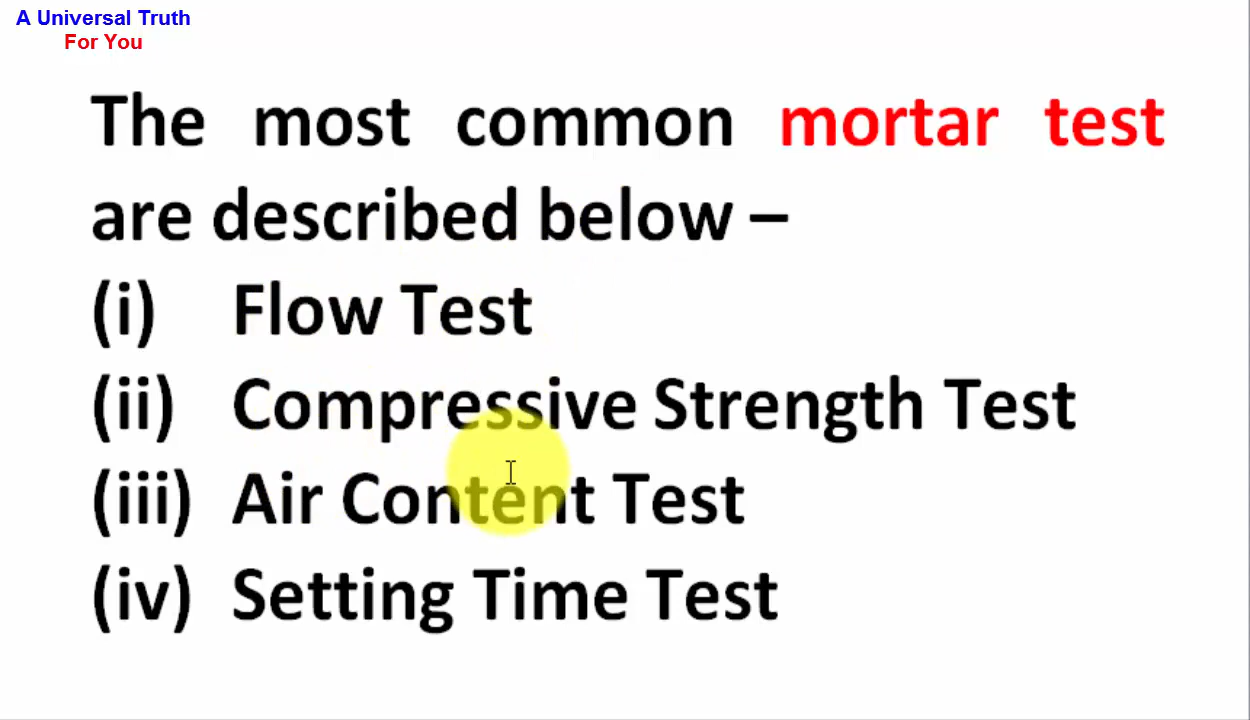 A Universal Truth
For You
The most common mortar test
are described below –
(i) Flow Test
(ii) Compressive Strength Test
(iii) Air Content Test
(iv) Setting Time Test